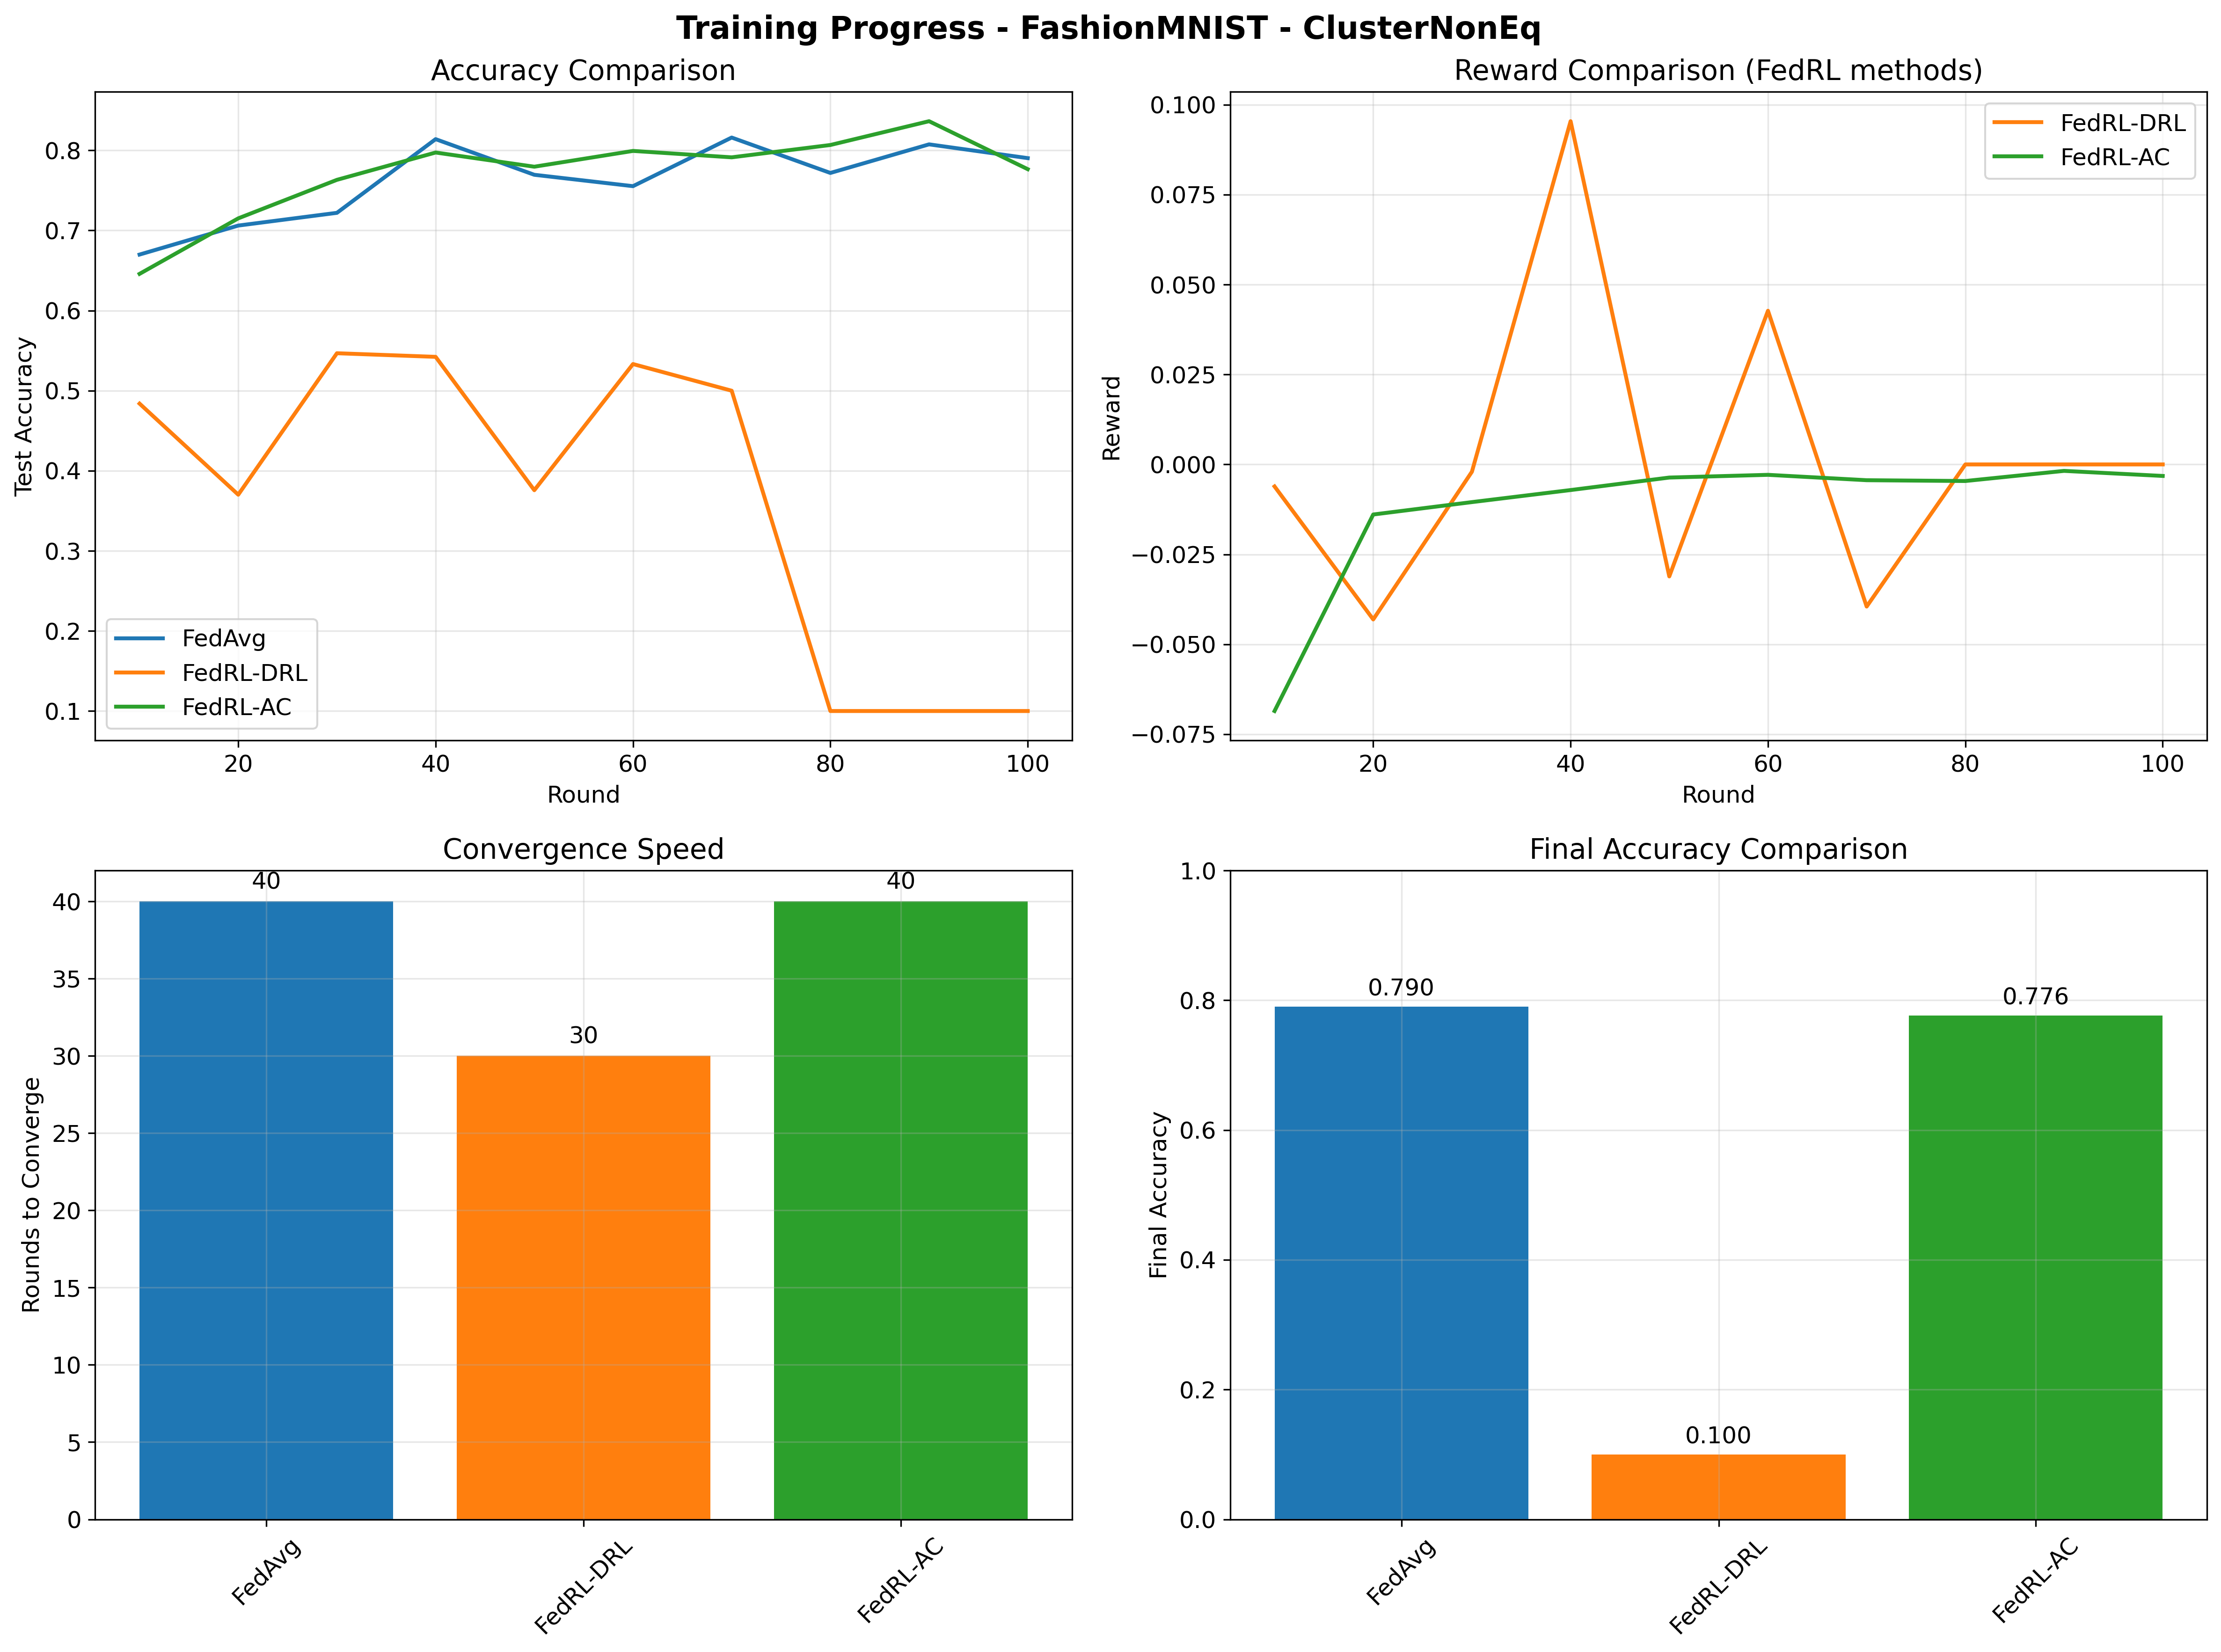 Training Progress - FashionMNIST - ClusterNonEq
Accuracy Comparison
Test Accuracy
0.8
0.7
0.6
0.5
0.4
0.3
0.2
0.1
FedAvg
FedRL-DRL
FedRL-AC
20
40
60
80
100
Round
Reward Comparison (FedRL methods)
Reward
0.100
0.075
0.050
0.025
0.000
−0.025
−0.050
−0.075
FedRL-DRL
FedRL-AC
20
40
60
80
100
Round
Convergence Speed
Rounds to Converge
40
35
30
25
20
15
10
5
0
40
30
40
FedAvg
FedRL-DRL
FedRL-AC
Final Accuracy Comparison
Final Accuracy
1.0
0.8
0.6
0.4
0.2
0.0
0.790
0.100
0.776
FedAvg
FedRL-DRL
FedRL-AC